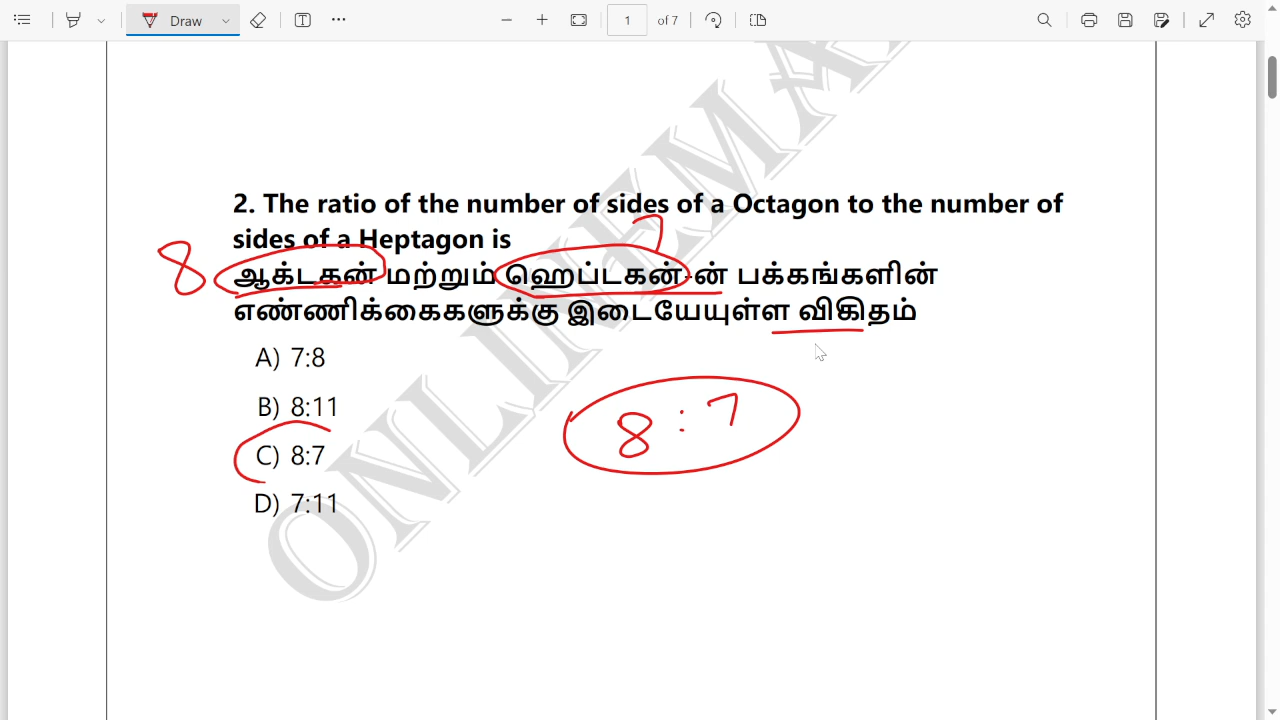 Draw
1 of 7
ONLINEMA
2. The ratio of the number of sides of a Octagon to the number of
sides of a Heptagon is
7
8 ஆக்டகன் மற்றும் ஹெப்டகன்-ன் பக்கங்களின்
எண்ணிக்கைகளுக்கு இடையேயுள்ள விகிதம்
A) 7:8
B) 8:11
8 : 7
C) 8:7
D) 7:11